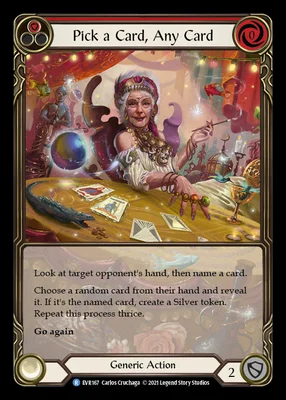 Pick a Card, Any Card
Look at target opponent's hand, then name a card.
Choose a random card from their hand and reveal
it. If it's the named card, create a Silver token.
Repeat this process thrice.
Go again
Generic Action
2
R EVR167 Carlos Cruchaga © 2021 Legend Story Studios